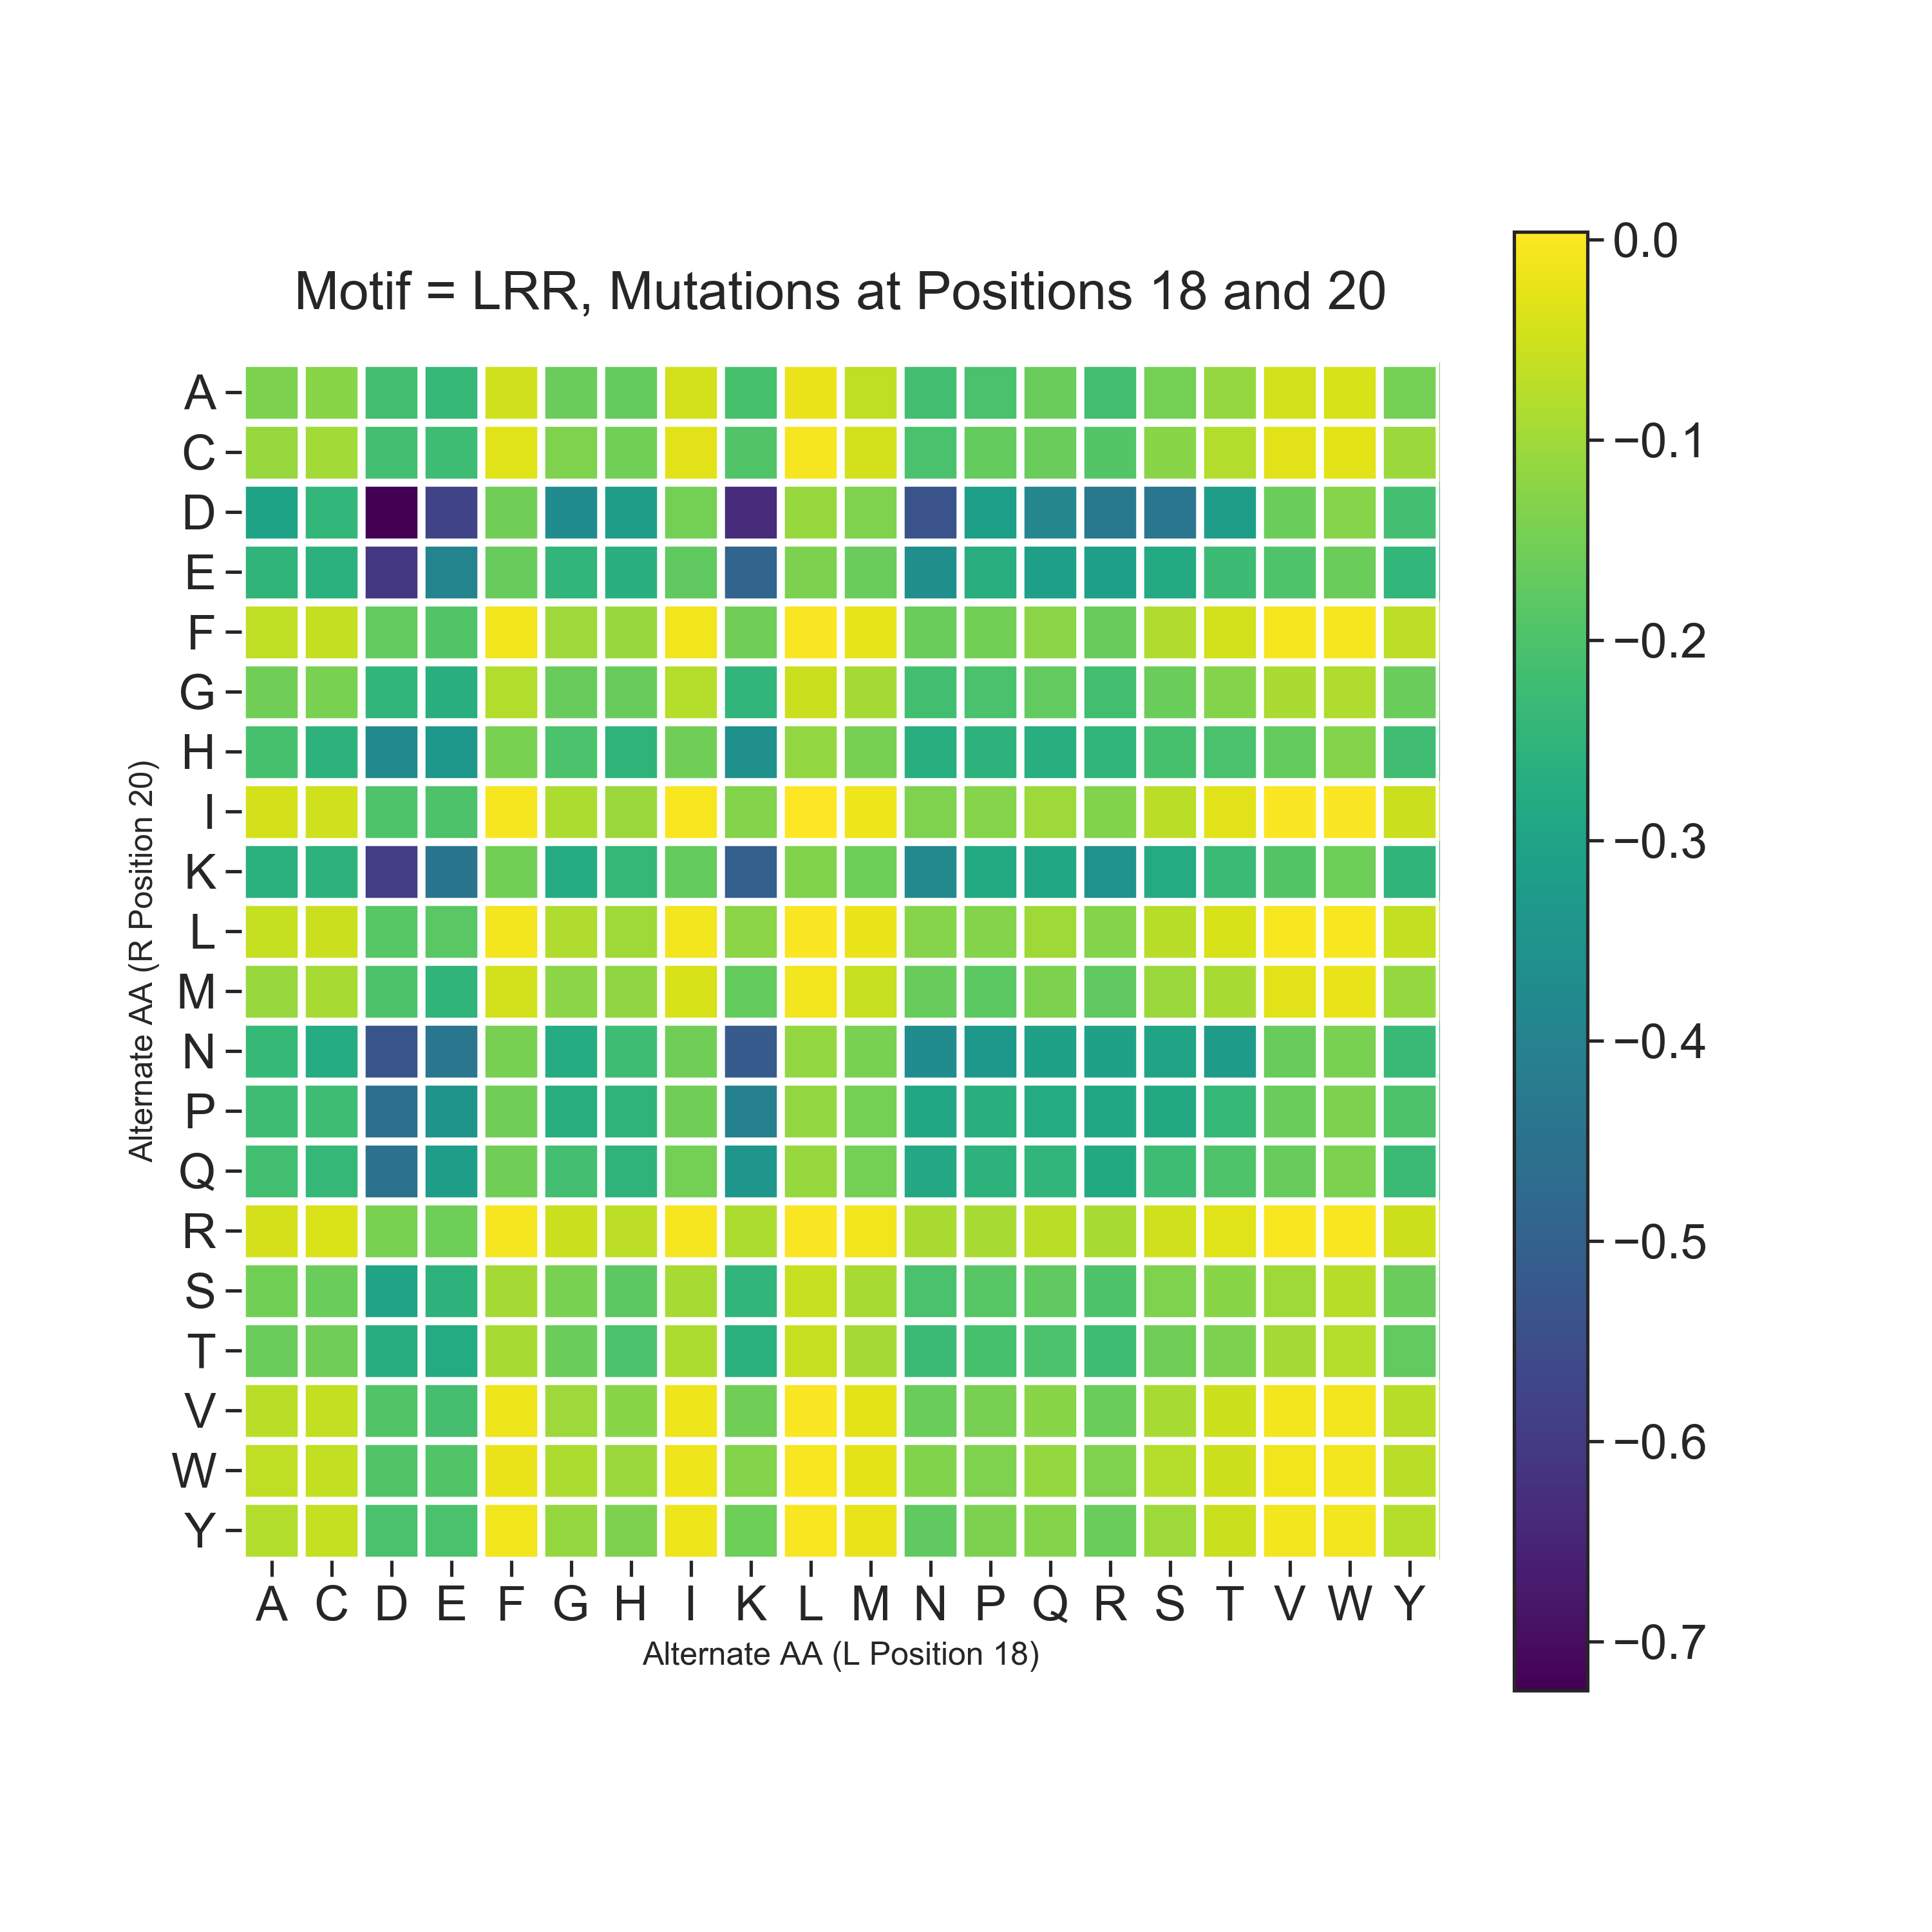 Motif = LRR, Mutations at Positions 18 and 20
Alternate AA (R Position 20)
A
C
D
E
F
G
H
I
K
L
M
N
P
Q
R
S
T
V
W
Y
A C D E F G H I K L M N P Q R S T V W Y
Alternate AA (L Position 18)
0.0
−0.1
−0.2
−0.3
−0.4
−0.5
−0.6
−0.7